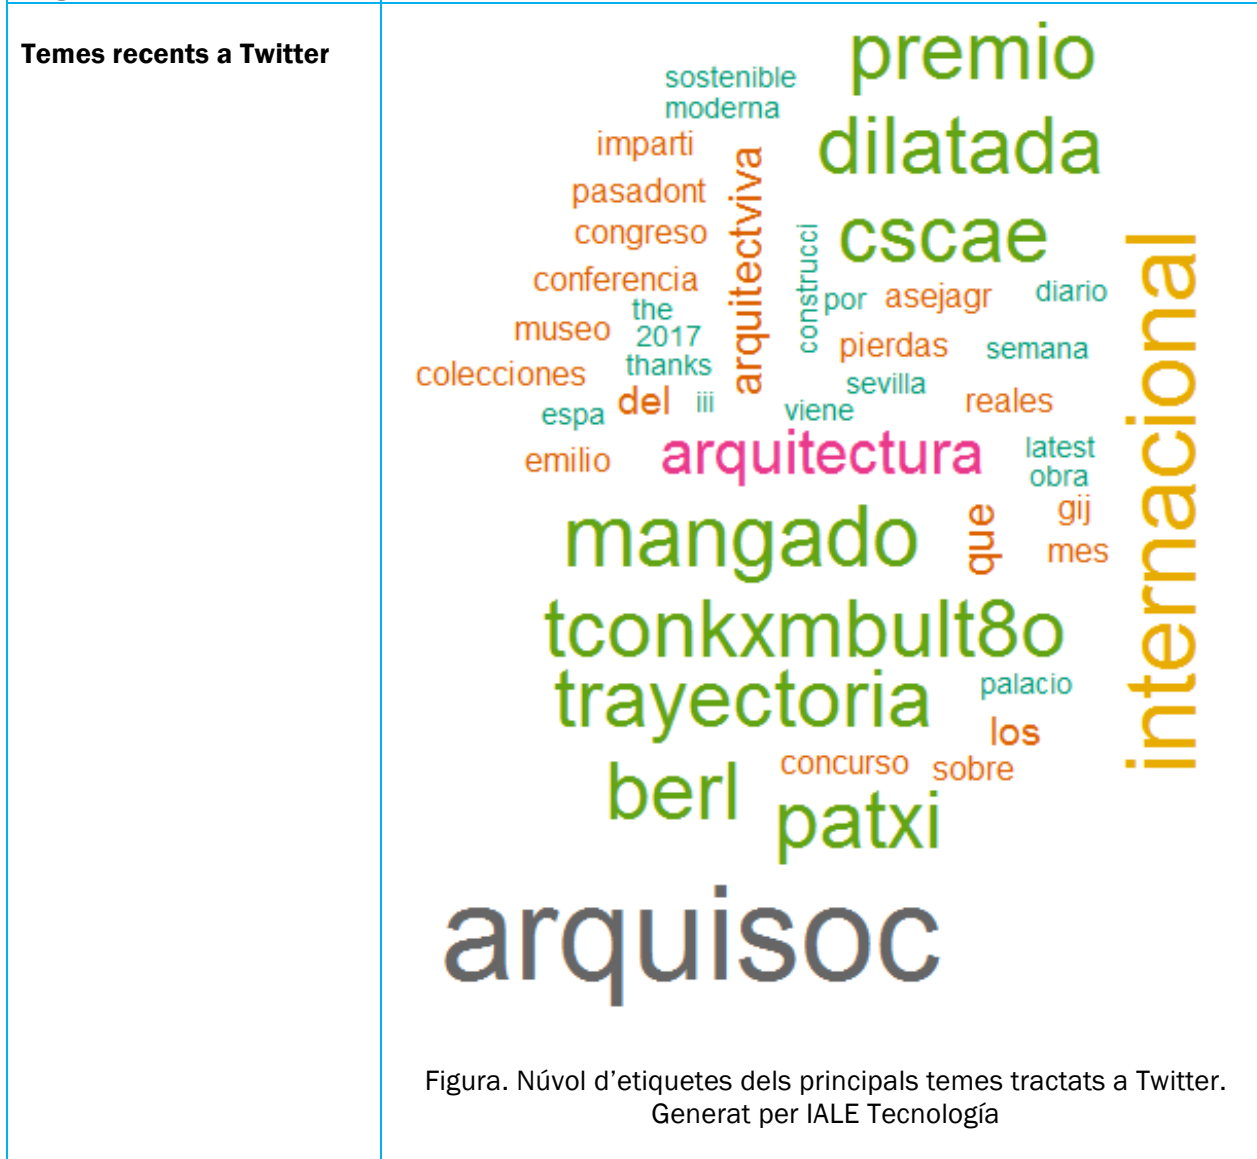 Temes recents a Twitter
premio
sostenible
moderna
dilatada
imparti
arquitectviva
pasadont
cscae
congreso
construcci
internacional
conferencia
por
asejagr
diario
the
museo
2017
pierdas
semana
thanks
colecciones
sevilla
del
iii
viene
reales
espa
emilio
arquitectura
latest
obra
mangado
que
gij
mes
tconkxmbult8o
trayectoria
palacio
los
concurso
sobre
berl
patxi
arquisoc
Figura. Núvol d’etiquetes dels principals temes tractats a Twitter.
Generat per IALE Tecnología